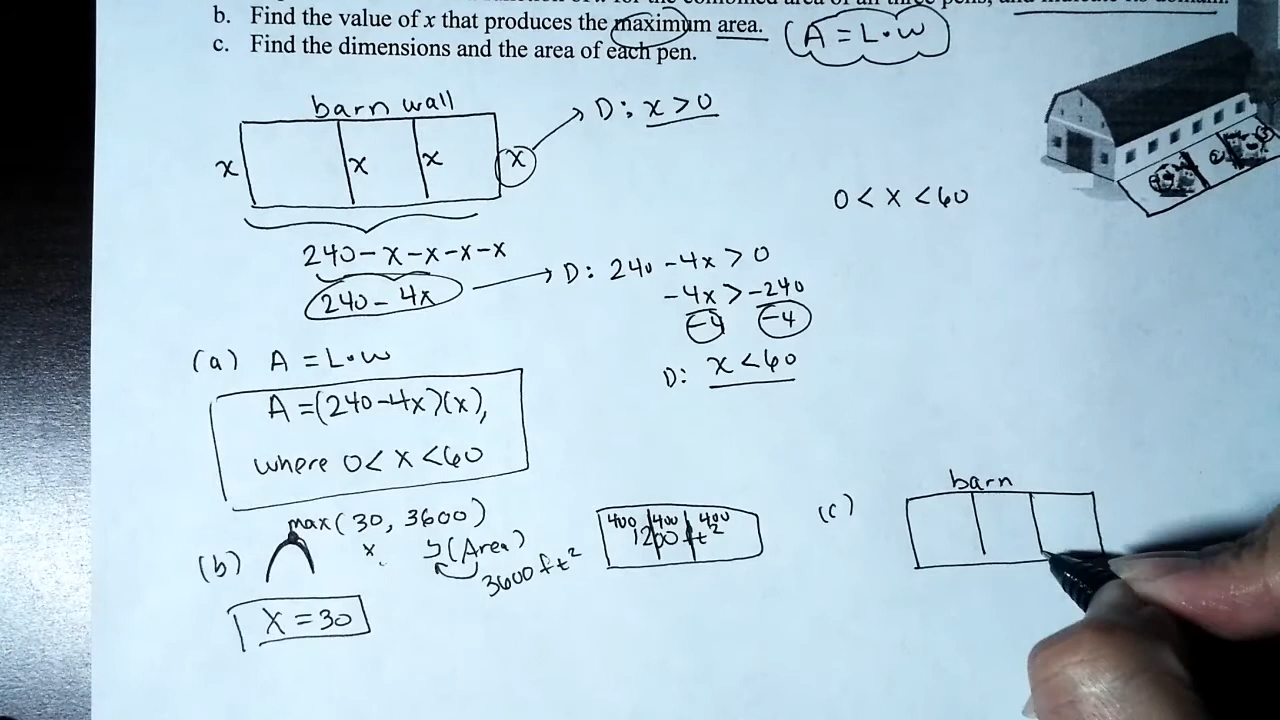 b. Find the value of x that produces the maximum area.
(A = L·w)
c. Find the dimensions and the area of each pen.
barn wall
x x x x
D: x > 0
0 < x < 60
240 - x - x - x - x
240 - 4x
D: 240 - 4x > 0
-4x > -240
-4 -4
D: x < 60
(a) A = L·w
A = (240-4x)(x),
where 0 < x < 60
(b) max (30, 3600)
x y (Area)
3600 ft²
400 400 400
1200 ft²
x = 30
(c) barn